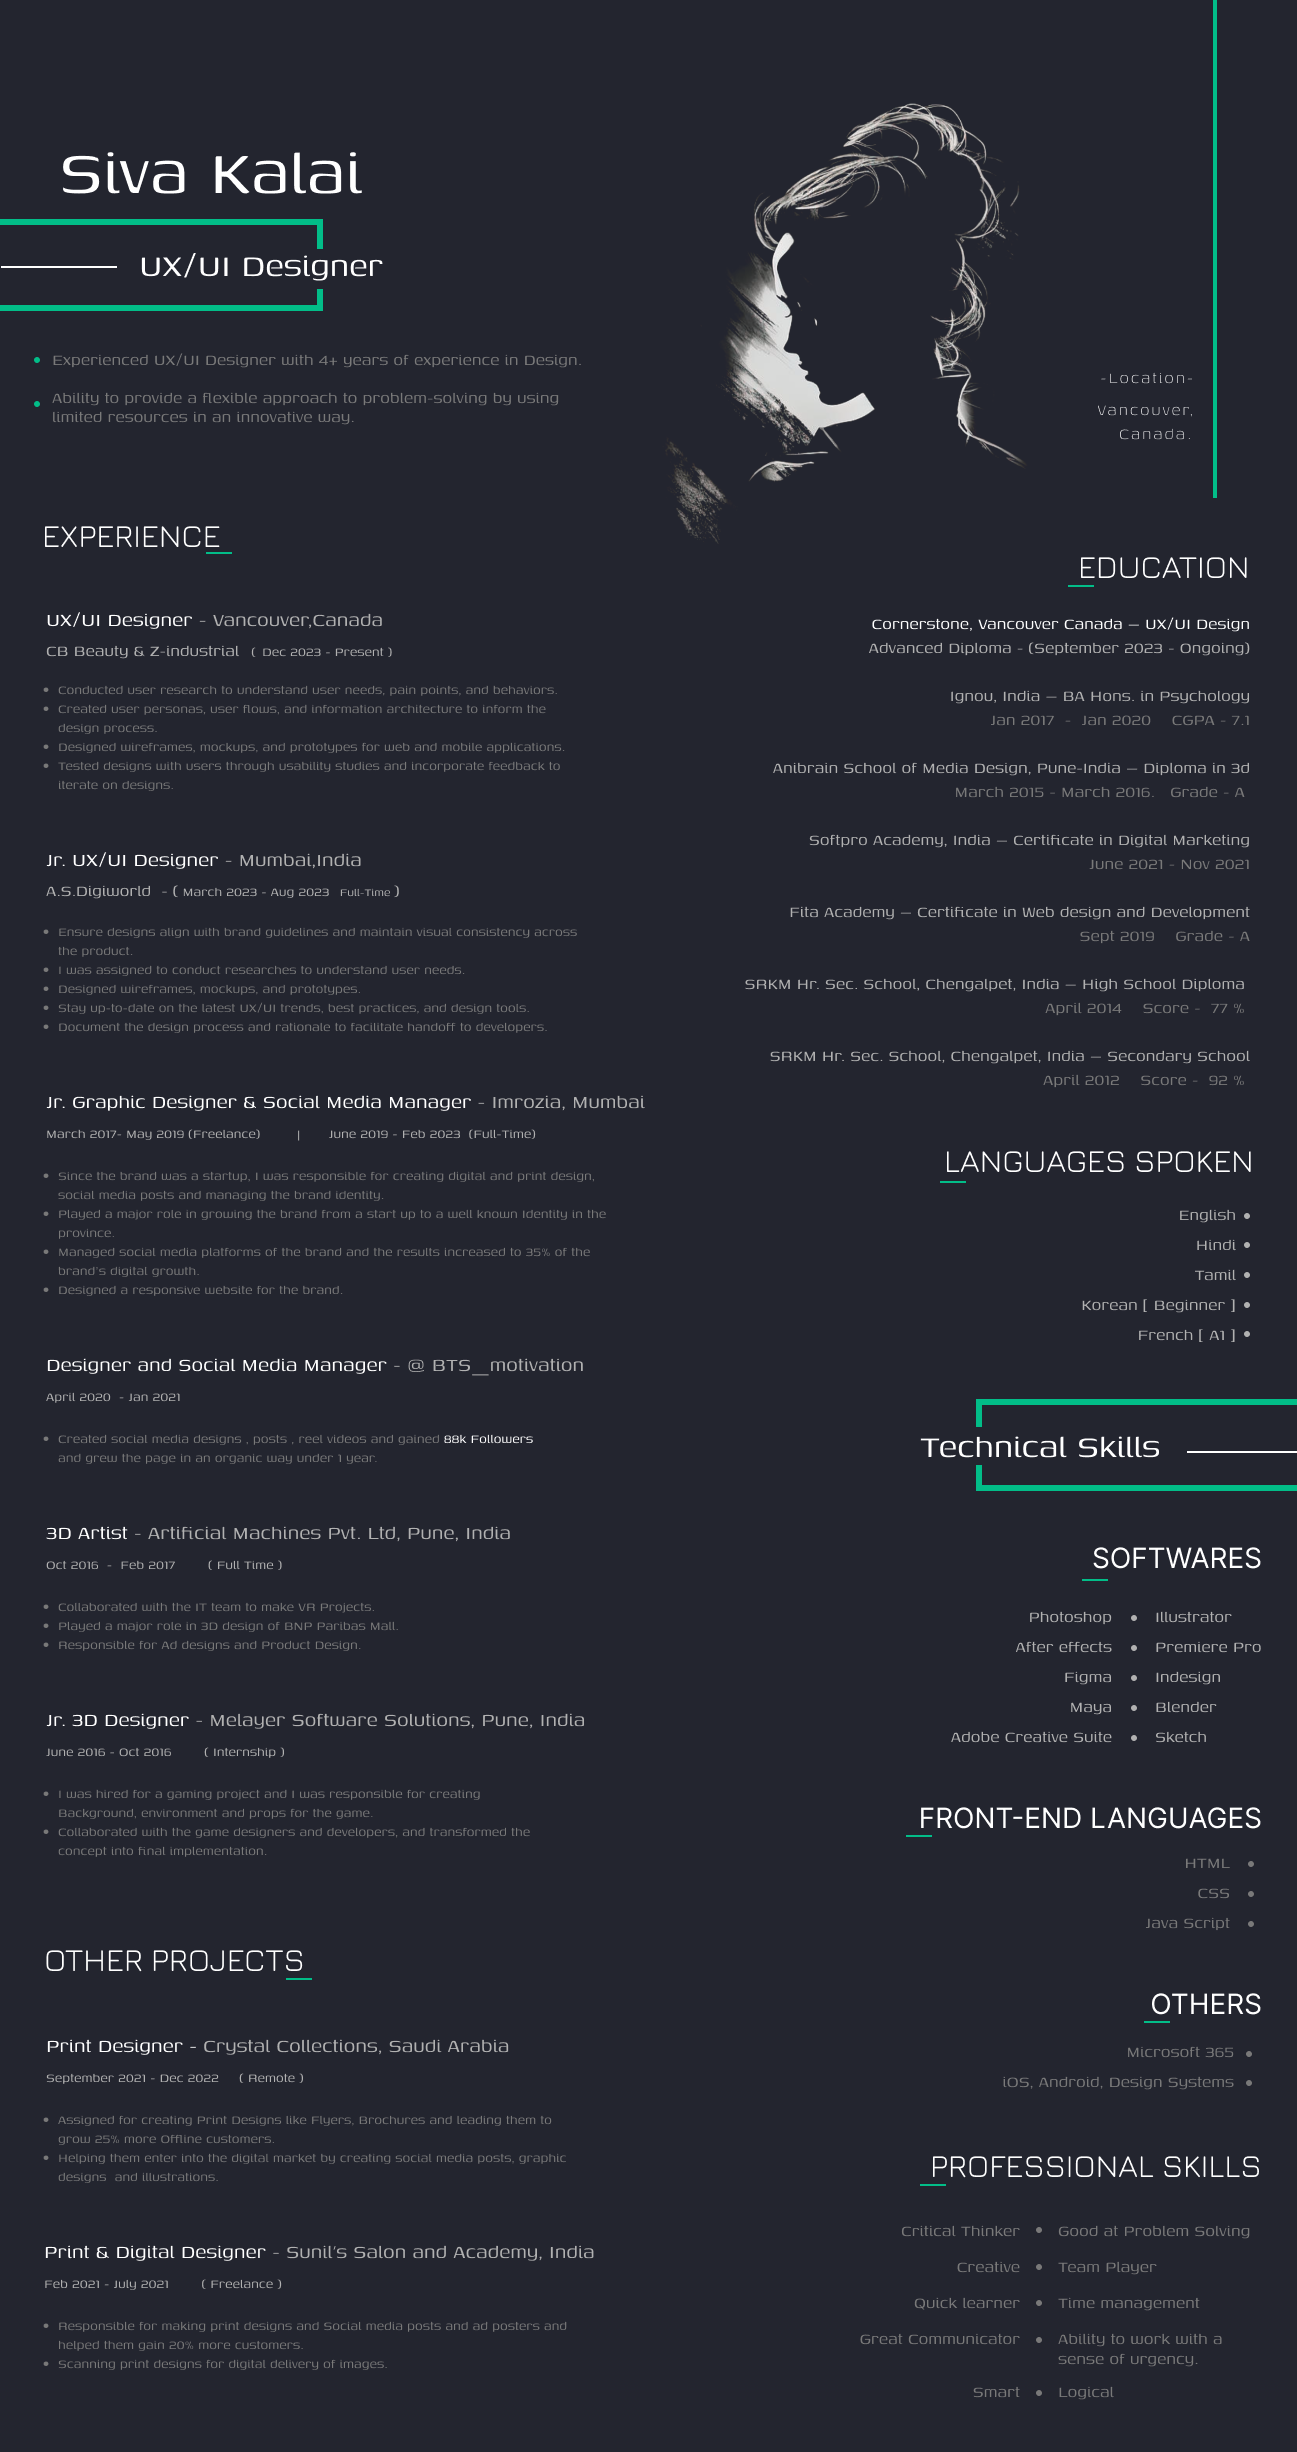 Siva Kalai
UX/UI Designer
Experienced UX/UI Designer with 4+ years of experience in Design.
Ability to provide a flexible approach to problem-solving by using
limited resources in an innovative way.
-Location-
Vancouver,
Canada.
EXPERIENCE
UX/UI Designer - Vancouver,Canada
CB Beauty & Z-industrial ( Dec 2023 - Present )
Conducted user research to understand user needs, pain points, and behaviors.
Created user personas, user flows, and information architecture to inform the
design process.
Designed wireframes, mockups, and prototypes for web and mobile applications.
Tested designs with users through usability studies and incorporate feedback to
iterate on designs.
Jr. UX/UI Designer - Mumbai,India
A.S.Digiworld - ( March 2023 - Aug 2023 Full-Time )
Ensure designs align with brand guidelines and maintain visual consistency across
the product.
I was assigned to conduct researches to understand user needs.
Designed wireframes, mockups, and prototypes.
Stay up-to-date on the latest UX/UI trends, best practices, and design tools.
Document the design process and rationale to facilitate handoff to developers.
Jr. Graphic Designer & Social Media Manager - Imrozia, Mumbai
March 2017- May 2019 (Freelance) | June 2019 - Feb 2023 (Full-Time)
Since the brand was a startup, I was responsible for creating digital and print design,
social media posts and managing the brand identity.
Played a major role in growing the brand from a start up to a well known Identity in the
province.
Managed social media platforms of the brand and the results increased to 35% of the
brand's digital growth.
Designed a responsive website for the brand.
Designer and Social Media Manager - @ BTS__motivation
April 2020 - Jan 2021
Created social media designs , posts , reel videos and gained 88k Followers
and grew the page in an organic way under 1 year.
3D Artist - Artificial Machines Pvt. Ltd, Pune, India
Oct 2016 - Feb 2017 ( Full Time )
Collaborated with the IT team to make VR Projects.
Played a major role in 3D design of BNP Paribas Mall.
Responsible for Ad designs and Product Design.
Jr. 3D Designer - Melayer Software Solutions, Pune, India
June 2016 - Oct 2016 ( Internship )
I was hired for a gaming project and I was responsible for creating
Background, environment and props for the game.
Collaborated with the game designers and developers, and transformed the
concept into final implementation.
OTHER PROJECTS
Print Designer - Crystal Collections, Saudi Arabia
September 2021 - Dec 2022 ( Remote )
Assigned for creating Print Designs like Flyers, Brochures and leading them to
grow 25% more Offline customers.
Helping them enter into the digital market by creating social media posts, graphic
designs and illustrations.
Print & Digital Designer - Sunil's Salon and Academy, India
Feb 2021 - July 2021 ( Freelance )
Responsible for making print designs and Social media posts and ad posters and
helped them gain 20% more customers.
Scanning print designs for digital delivery of images.
EDUCATION
Cornerstone, Vancouver Canada — UX/UI Design
Advanced Diploma - (September 2023 - Ongoing)
Ignou, India — BA Hons. in Psychology
Jan 2017 - Jan 2020 CGPA - 7.1
Anibrain School of Media Design, Pune-India — Diploma in 3d
March 2015 - March 2016. Grade - A
Softpro Academy, India — Certificate in Digital Marketing
June 2021 - Nov 2021
Fita Academy — Certificate in Web design and Development
Sept 2019 Grade - A
SRKM Hr. Sec. School, Chengalpet, India — High School Diploma
April 2014 Score - 77 %
SRKM Hr. Sec. School, Chengalpet, India — Secondary School
April 2012 Score - 92 %
LANGUAGES SPOKEN
English
Hindi
Tamil
Korean [ Beginner ]
French [ A1 ]
Technical Skills
SOFTWARES
Photoshop • Illustrator
After effects • Premiere Pro
Figma • Indesign
Maya • Blender
Adobe Creative Suite • Sketch
FRONT-END LANGUAGES
HTML
CSS
Java Script
OTHERS
Microsoft 365
iOS, Android, Design Systems
PROFESSIONAL SKILLS
Critical Thinker • Good at Problem Solving
Creative • Team Player
Quick learner • Time management
Great Communicator • Ability to work with a
sense of urgency.
Smart • Logical